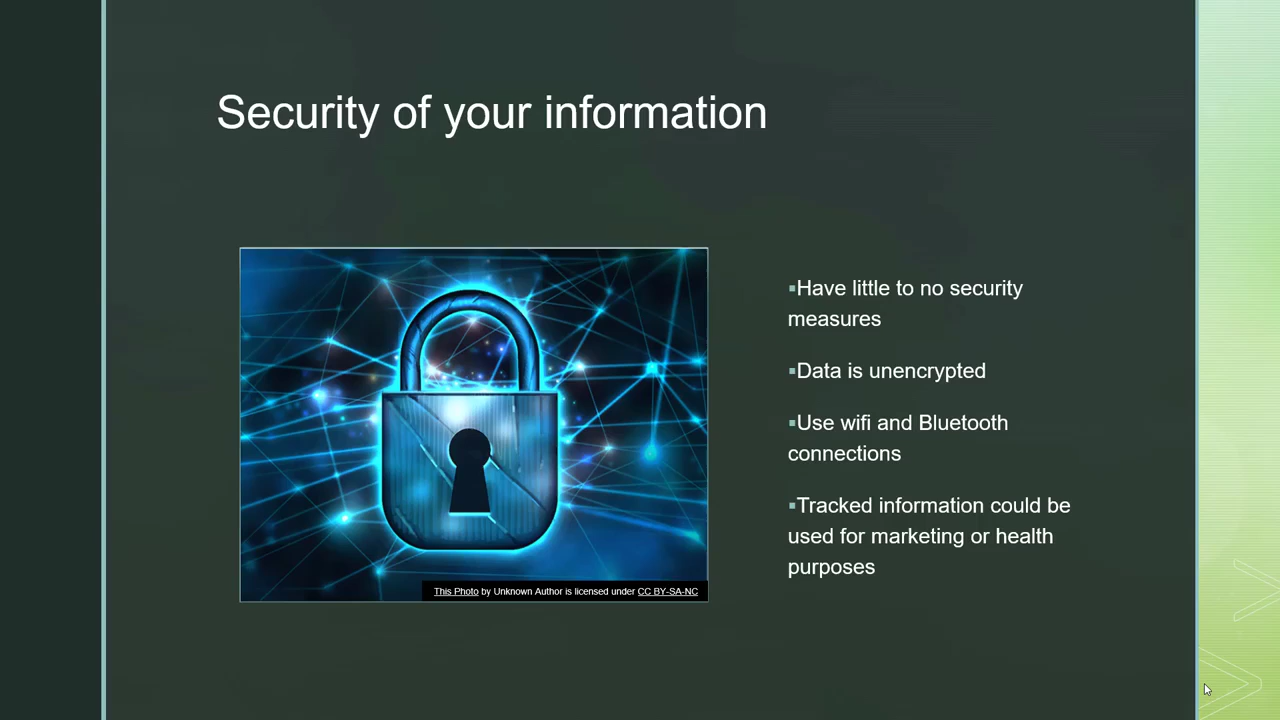 Security of your information
▪Have little to no security
measures
▪Data is unencrypted
▪Use wifi and Bluetooth
connections
▪Tracked information could be
used for marketing or health
purposes
This Photo by Unknown Author is licensed under CC BY-SA-NC